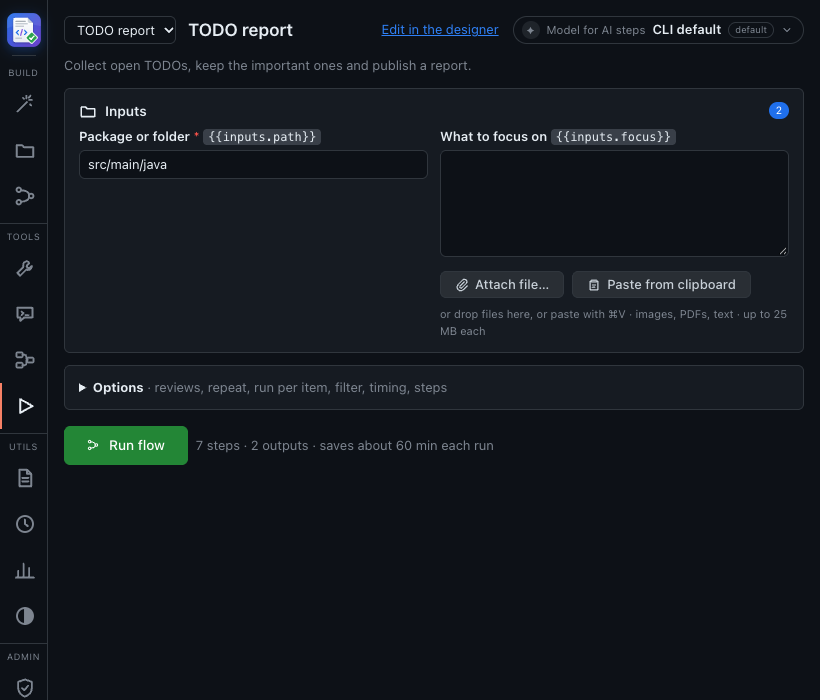 TODO report
TODO report
Edit in the designer
Model for AI steps CLI default default
BUILD
Collect open TODOs, keep the important ones and publish a report.
Inputs
2
Package or folder * {{inputs.path}}
src/main/java
What to focus on {{inputs.focus}}
Attach file...
Paste from clipboard
or drop files here, or paste with ⌘V · images, PDFs, text · up to 25
MB each
TOOLS
Options · reviews, repeat, run per item, filter, timing, steps
Run flow
7 steps · 2 outputs · saves about 60 min each run
UTILS
ADMIN